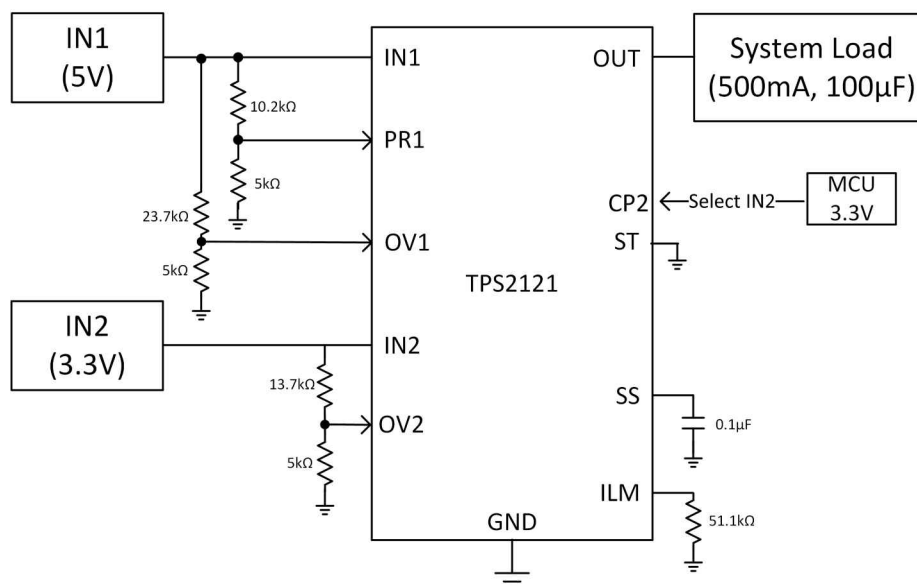 IN1
(5V)
IN1
OUT
System Load
(500mA, 100µF)
10.2kΩ
PR1
5kΩ
CP2
Select IN2
MCU
3.3V
23.7kΩ
OV1
ST
5kΩ
TPS2121
IN2
(3.3V)
IN2
13.7kΩ
SS
0.1µF
OV2
5kΩ
ILM
51.1kΩ
GND